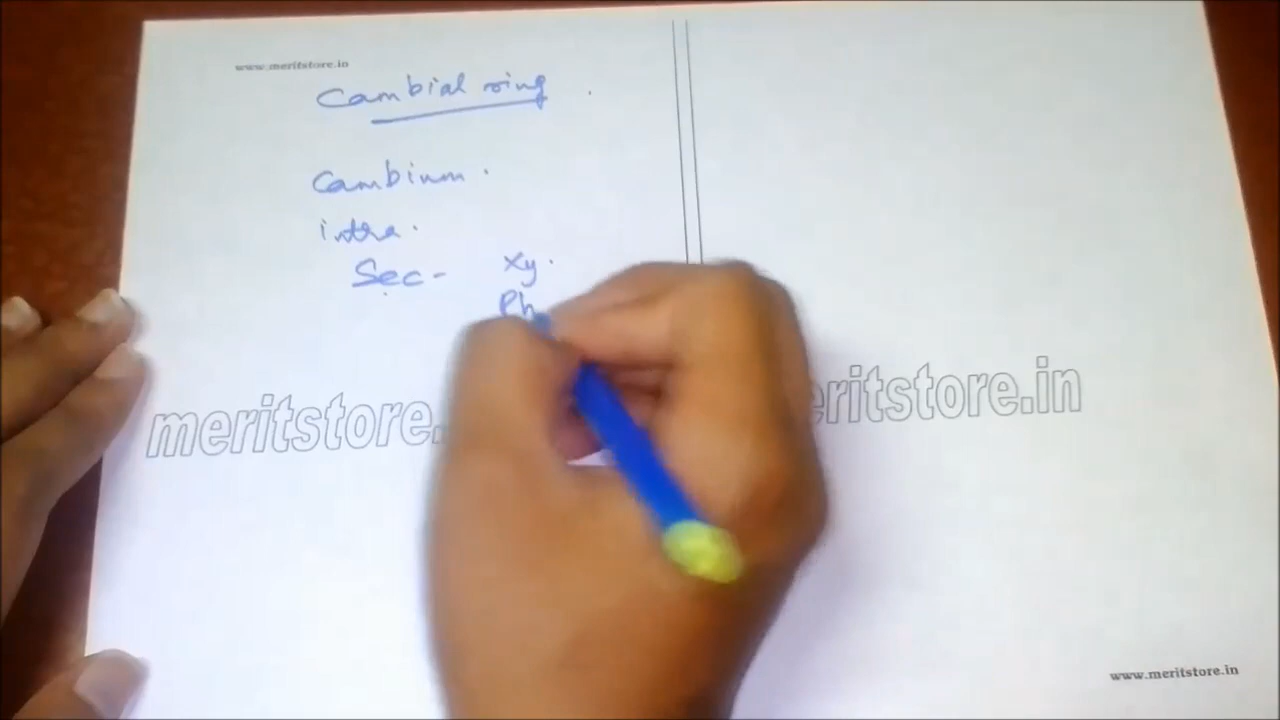 www.meritstore.in
Cambial ring .
Cambium .
intra .
Sec - Xy .
Ph
meritstore.
eritstore.in
www.meritstore.in